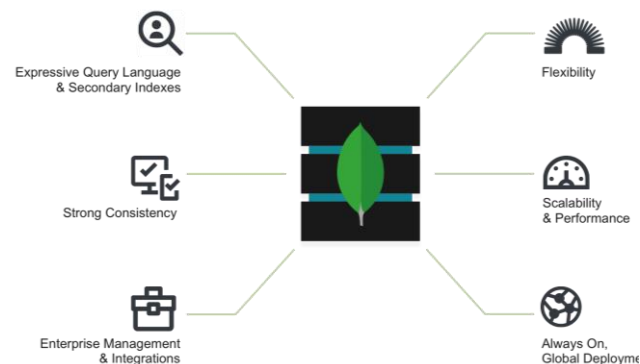 Expressive Query Language
& Secondary Indexes
Flexibility
Strong Consistency
Scalability
& Performance
Enterprise Management
& Integrations
Always On,
Global Deployme